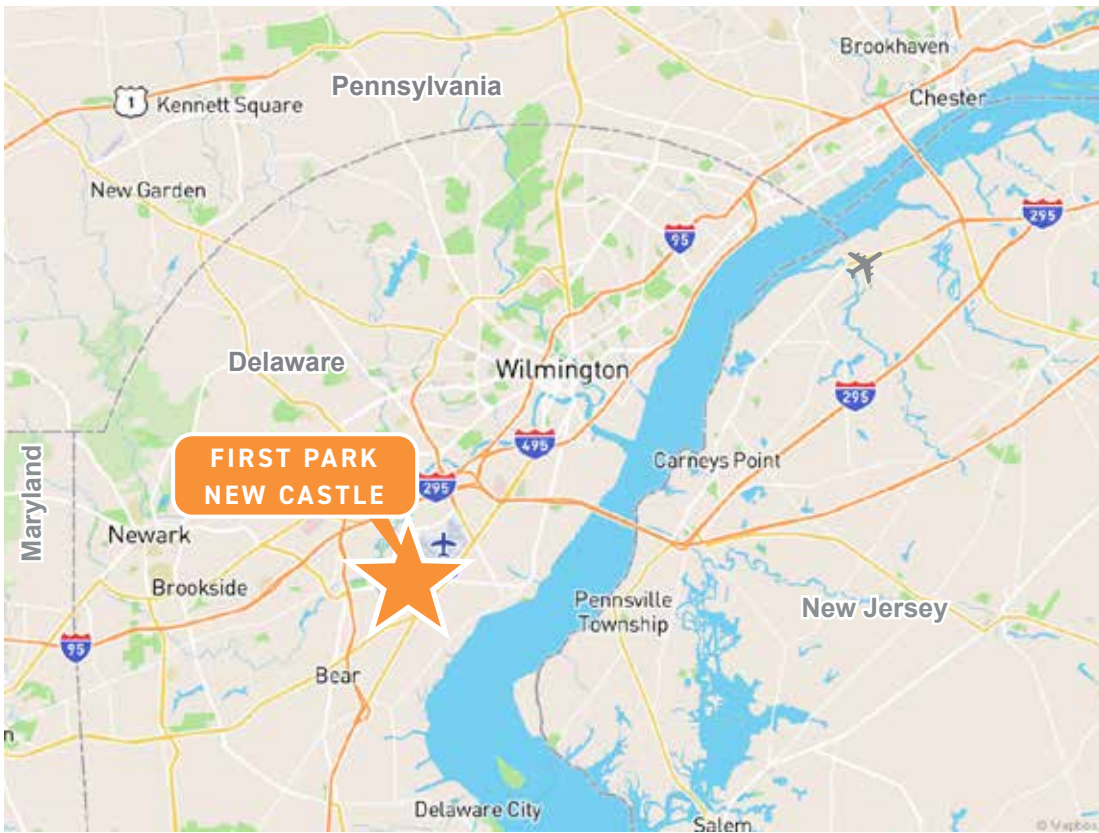 Brookhaven
Pennsylvania
Chester
1
Kennett Square
New Garden
295
95
Delaware
Wilmington
295
495
FIRST PARK
NEW CASTLE
Carneys Point
295
Maryland
Newark
Brookside
Pennsville
Township
New Jersey
95
Bear
n
Delaware City
Salem
© Mapbox